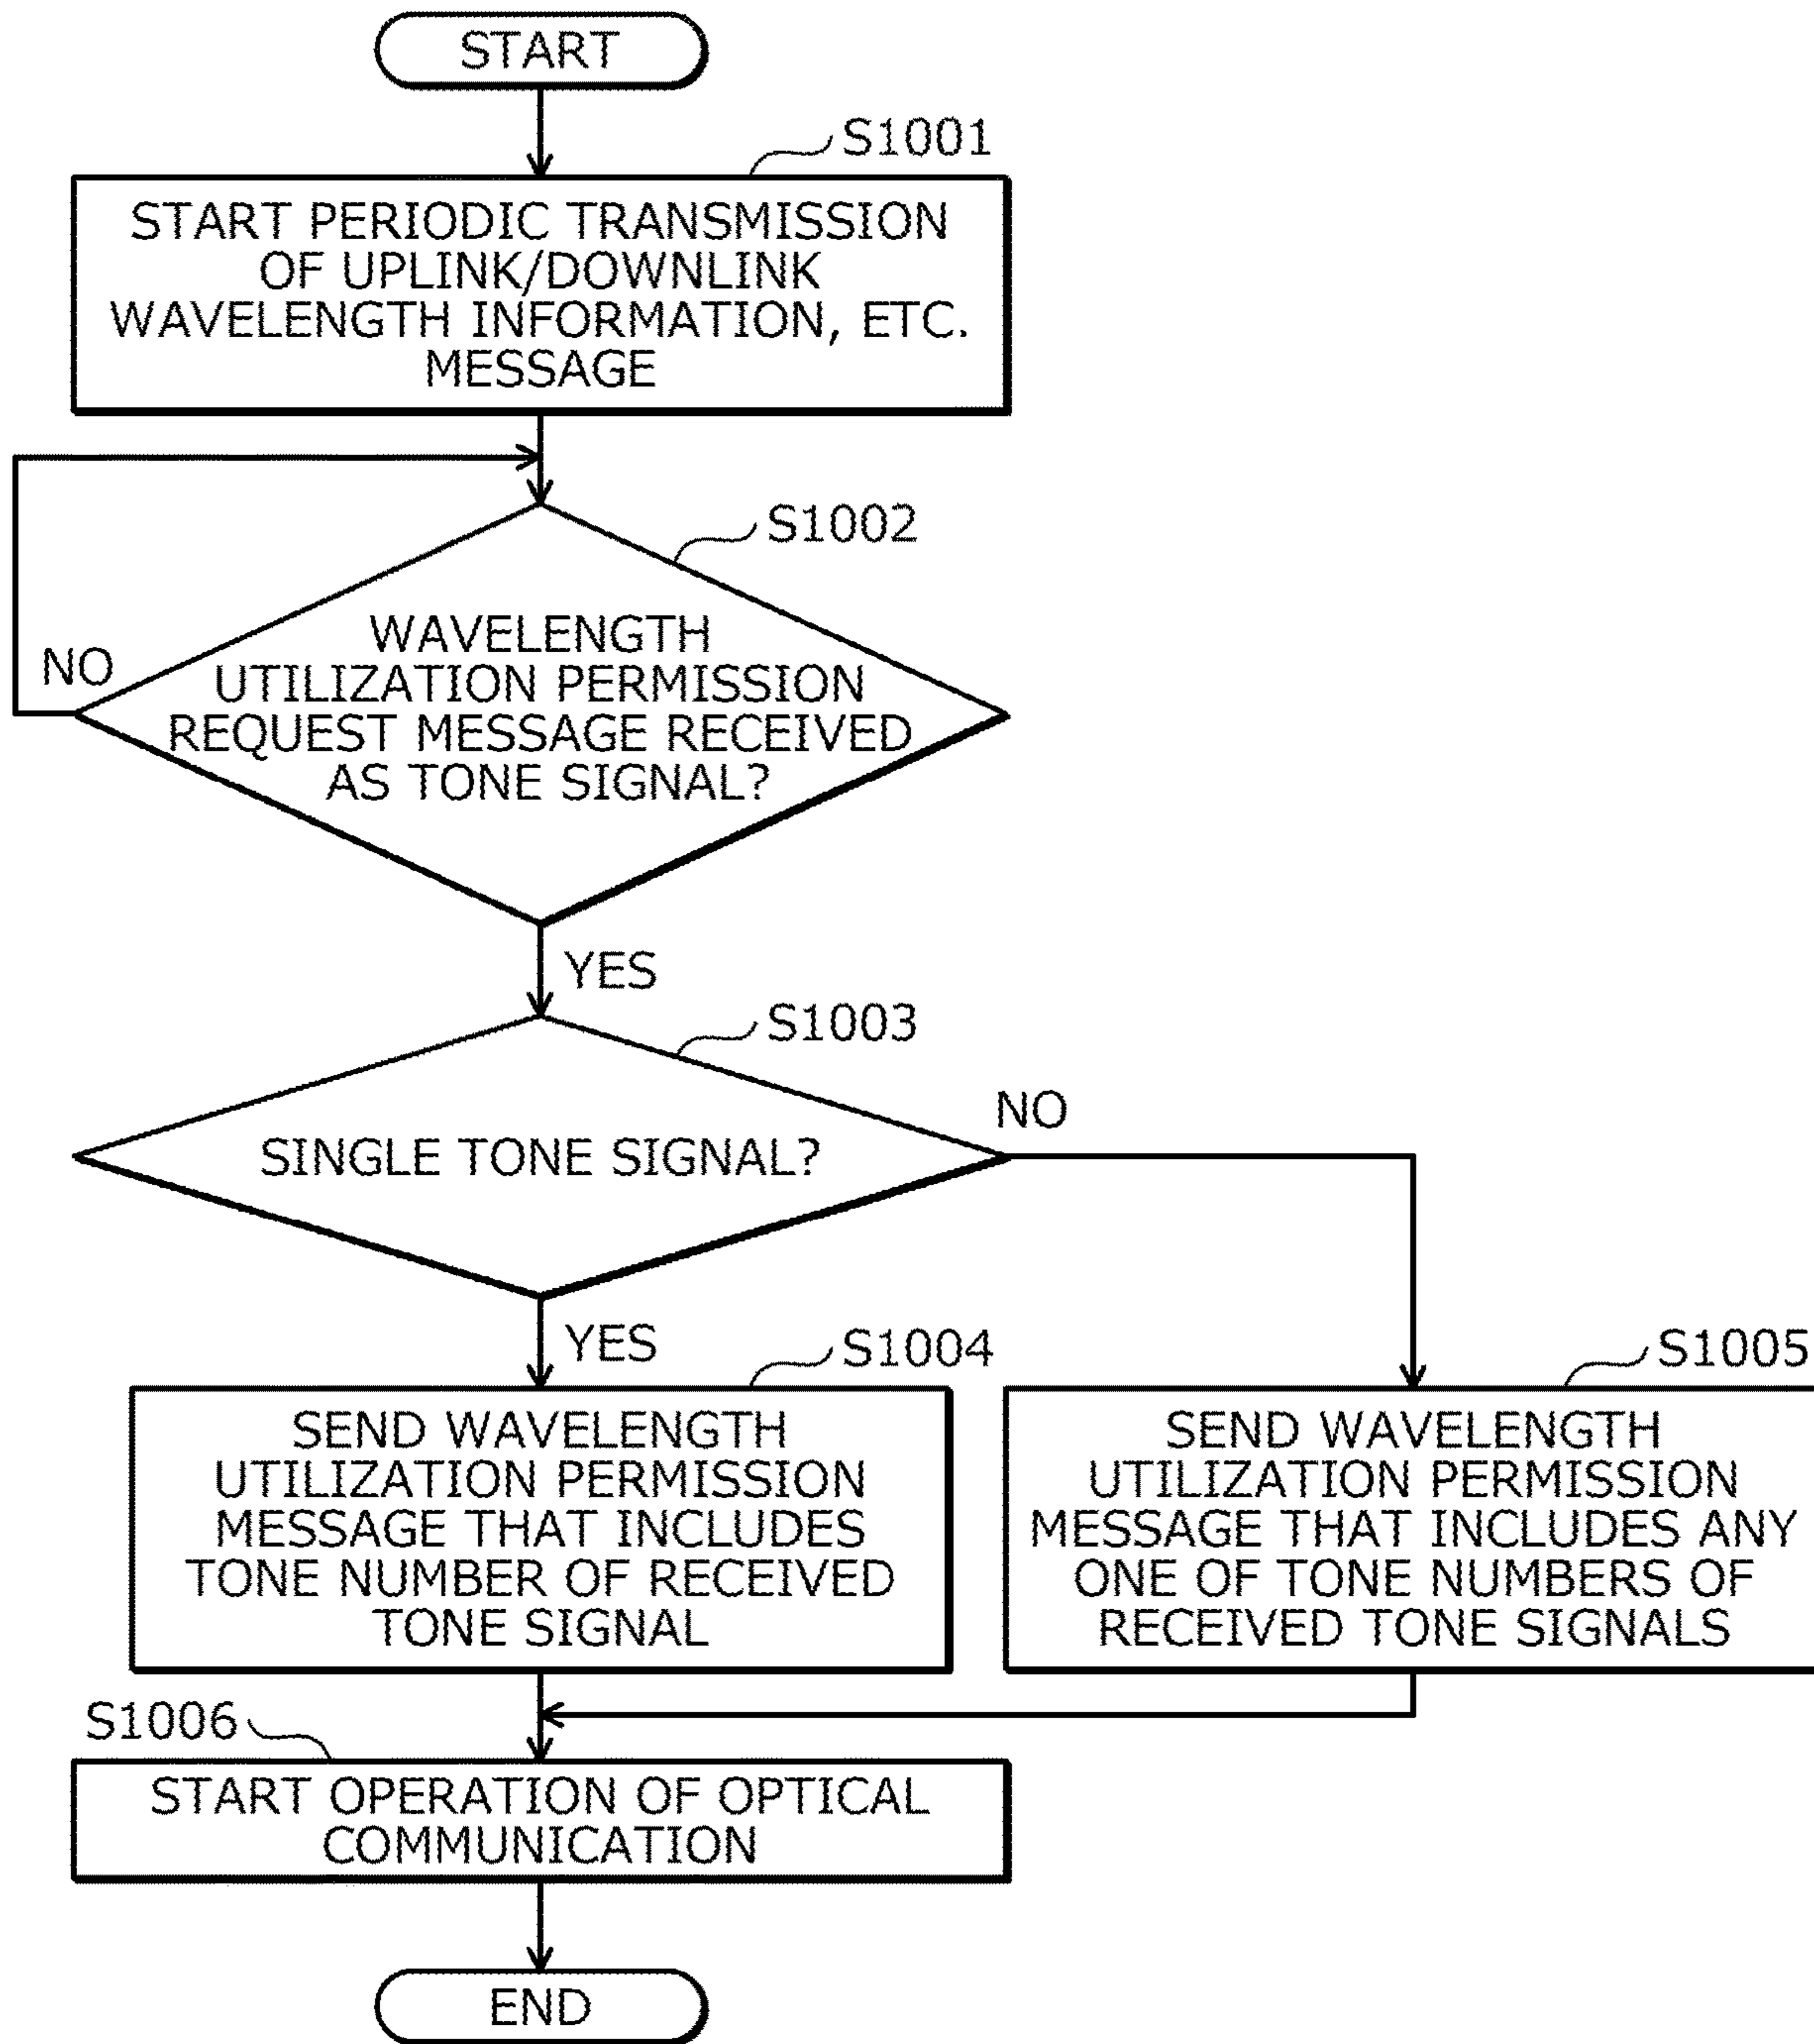 START
S1001
START PERIODIC TRANSMISSION
OF UPLINK/DOWNLINK
WAVELENGTH INFORMATION, ETC.
MESSAGE
S1002
WAVELENGTH
UTILIZATION PERMISSION
REQUEST MESSAGE RECEIVED
AS TONE SIGNAL?
NO
YES
S1003
SINGLE TONE SIGNAL?
NO
YES
S1004
SEND WAVELENGTH
UTILIZATION PERMISSION
MESSAGE THAT INCLUDES
TONE NUMBER OF RECEIVED
TONE SIGNAL
S1005
SEND WAVELENGTH
UTILIZATION PERMISSION
MESSAGE THAT INCLUDES ANY
ONE OF TONE NUMBERS OF
RECEIVED TONE SIGNALS
S1006
START OPERATION OF OPTICAL
COMMUNICATION
END